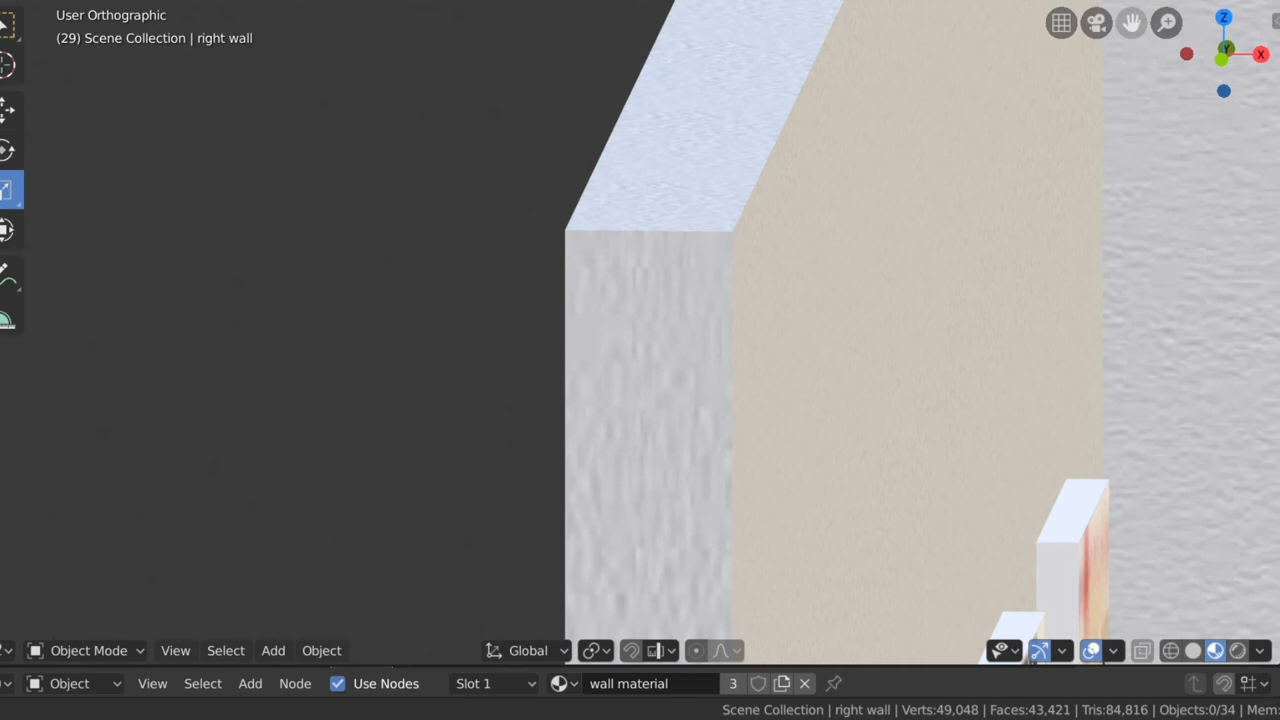 User Orthographic
(29) Scene Collection | right wall
Z
Y
X
Object Mode View Select Add Object Global
Object View Select Add Node Use Nodes Slot 1 wall material 3
Scene Collection | right wall | Verts:49,048 | Faces:43,421 | Tris:84,816 | Objects:0/34 | Mem: